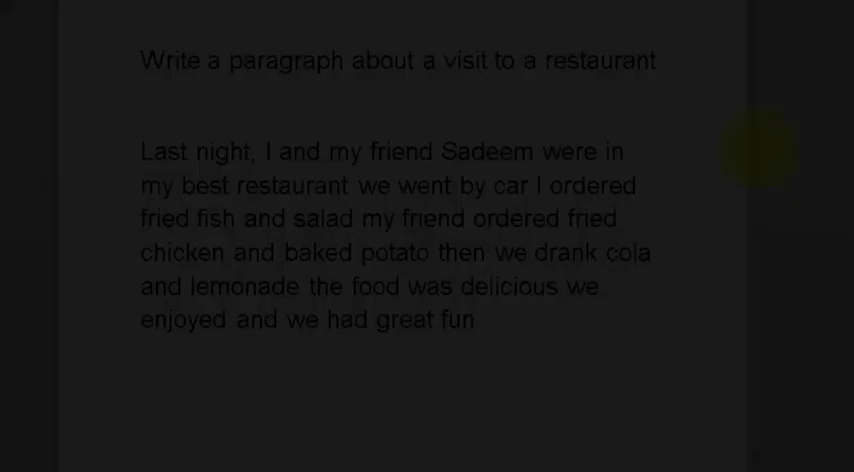 Write a paragraph about a visit to a restaurant
Last night, I and my friend Sadeem were in
my best restaurant we went by car I ordered
fried fish and salad my friend ordered fried
chicken and baked potato then we drank cola
and lemonade the food was delicious we
enjoyed and we had great fun